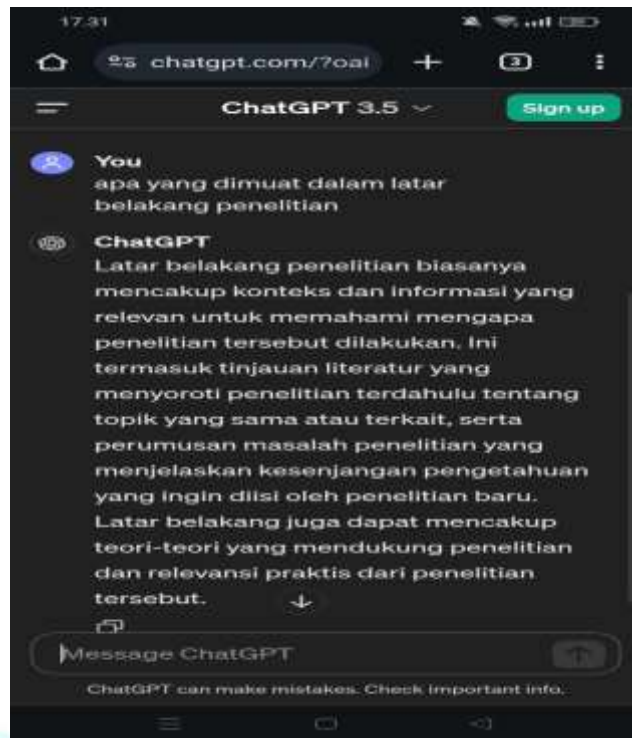 17.31
chatgpt.com/?oai
3
ChatGPT 3.5
Sign up
You
apa yang dimuat dalam latar
belakang penelitian
ChatGPT
Latar belakang penelitian biasanya
mencakup konteks dan informasi yang
relevan untuk memahami mengapa
penelitian tersebut dilakukan. Ini
termasuk tinjauan literatur yang
menyoroti penelitian terdahulu tentang
topik yang sama atau terkait, serta
perumusan masalah penelitian yang
menjelaskan kesenjangan pengetahuan
yang ingin diisi oleh penelitian baru.
Latar belakang juga dapat mencakup
teori-teori yang mendukung penelitian
dan relevansi praktis dari penelitian
tersebut.
Message ChatGPT
ChatGPT can make mistakes. Check important info.